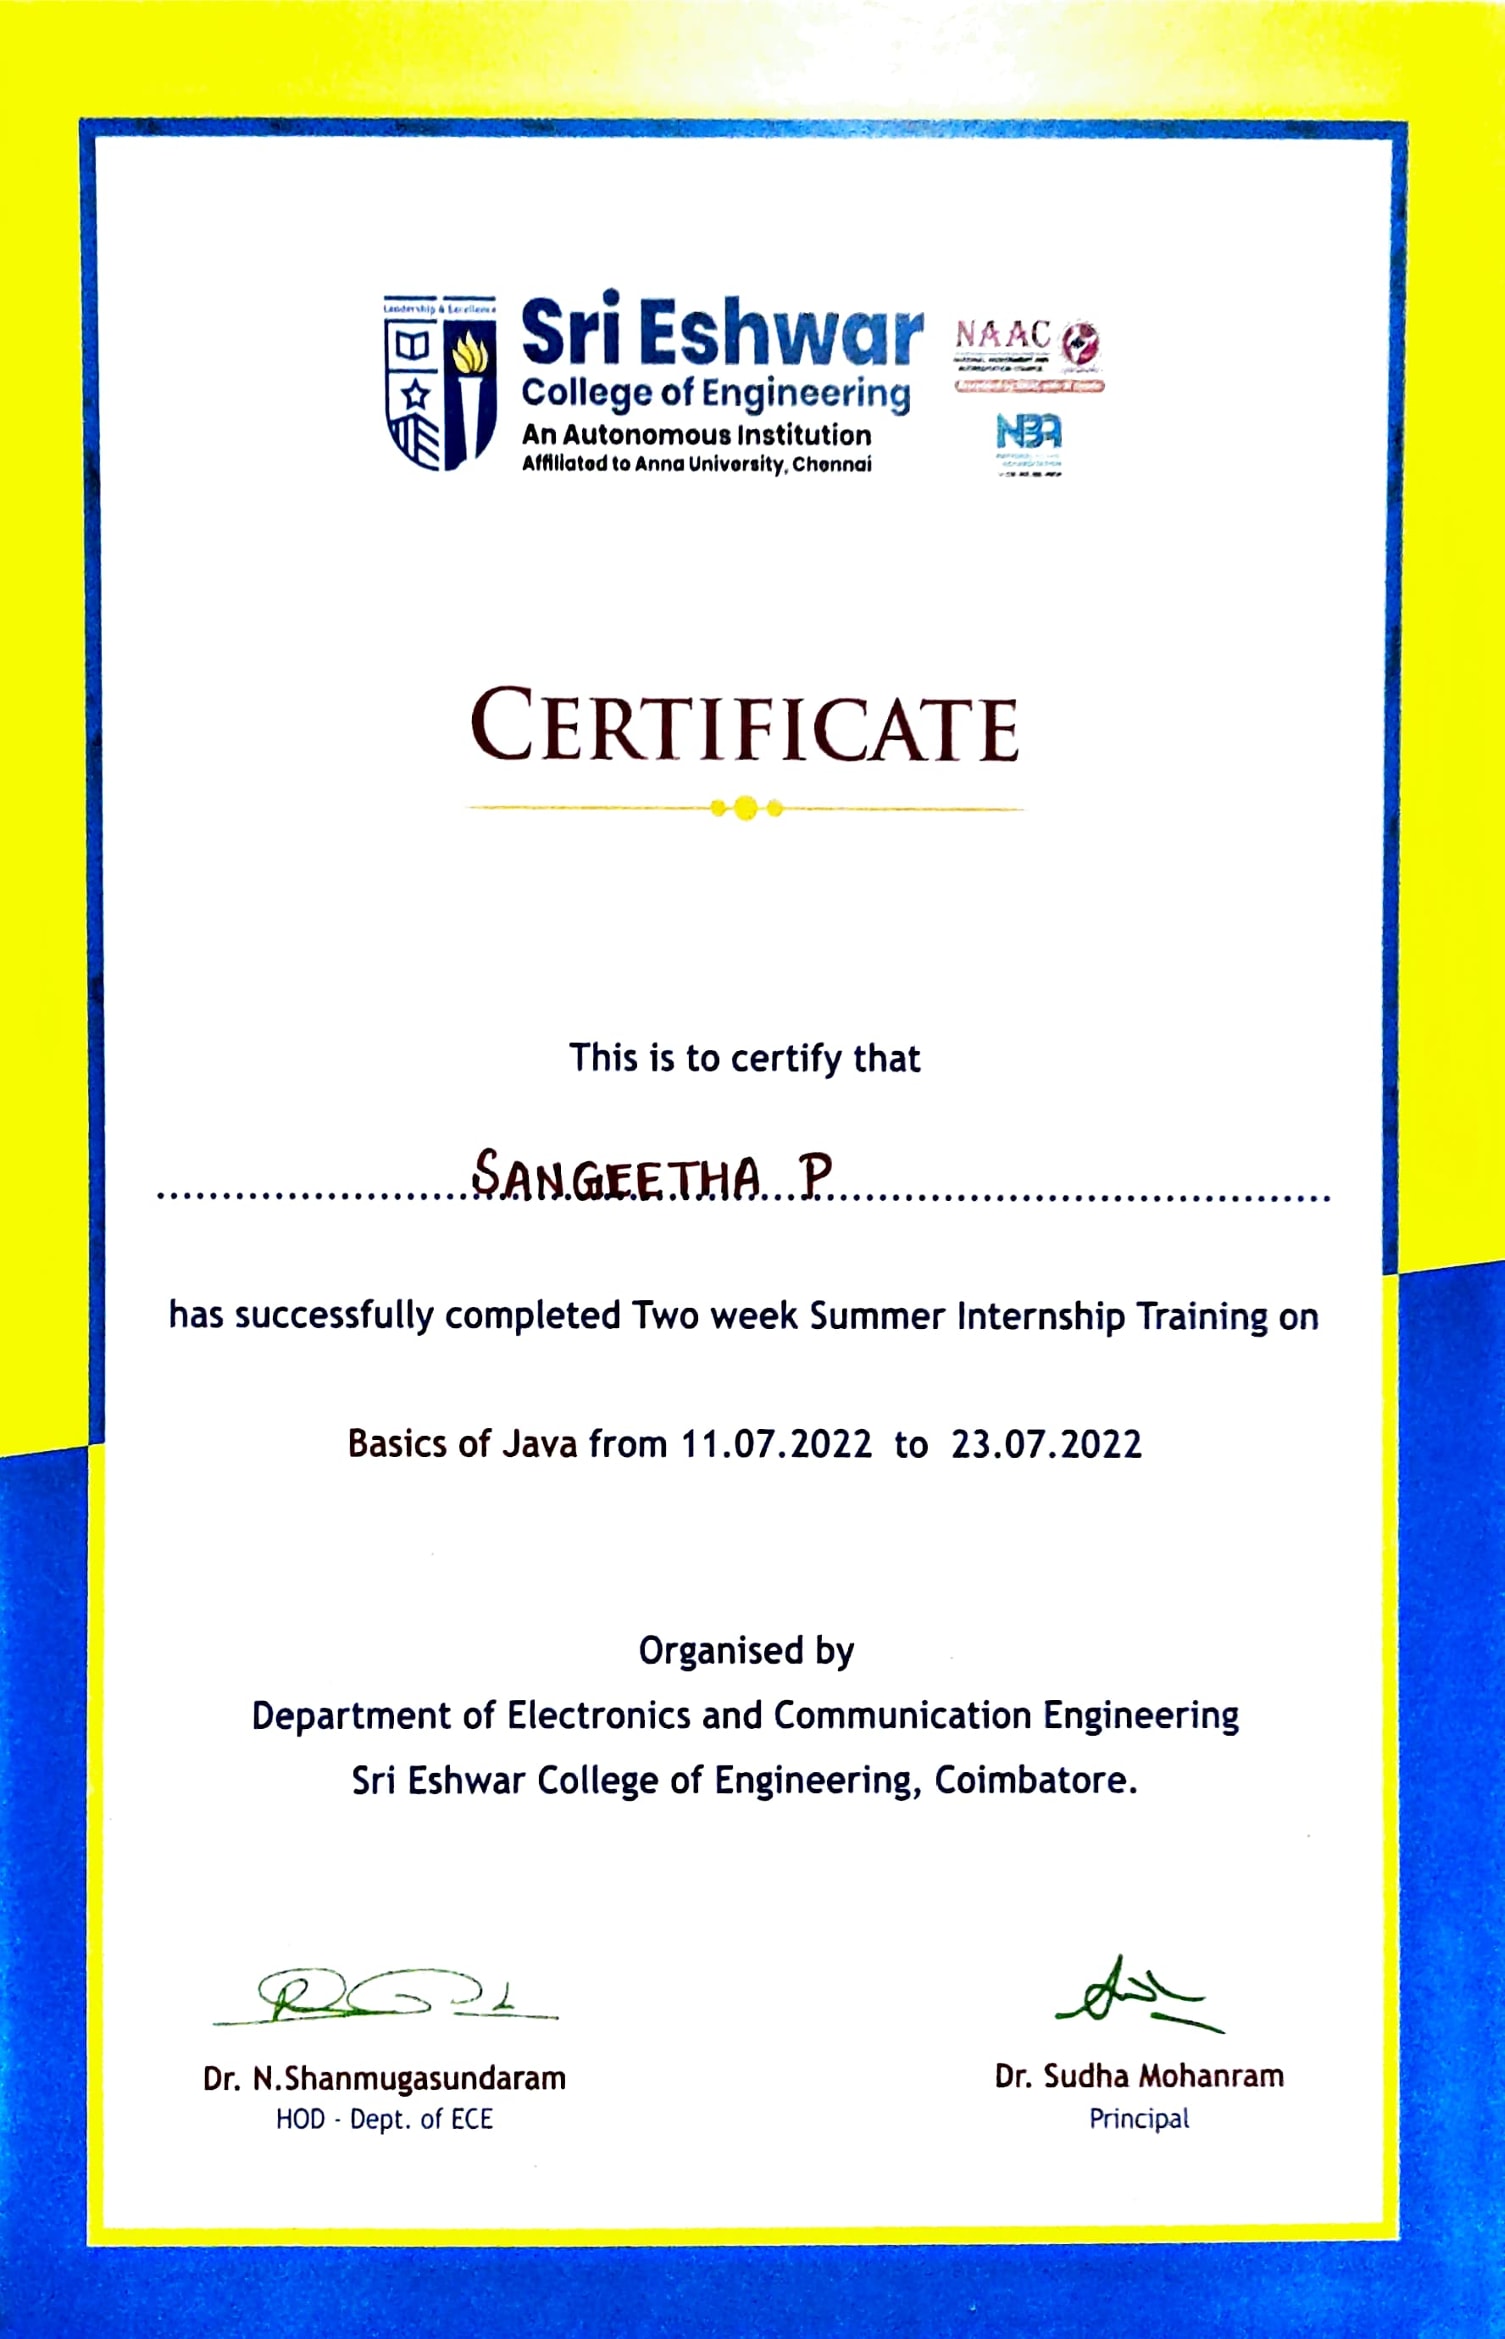 Leadership & Excellence
Sri Eshwar
College of Engineering
An Autonomous Institution
Affiliated to Anna University, Chennai
NAAC
NBA
CERTIFICATE
This is to certify that
SANGEETHA P
has successfully completed Two week Summer Internship Training on
Basics of Java from 11.07.2022 to 23.07.2022
Organised by
Department of Electronics and Communication Engineering
Sri Eshwar College of Engineering, Coimbatore.
Dr. N.Shanmugasundaram
HOD - Dept. of ECE
Dr. Sudha Mohanram
Principal